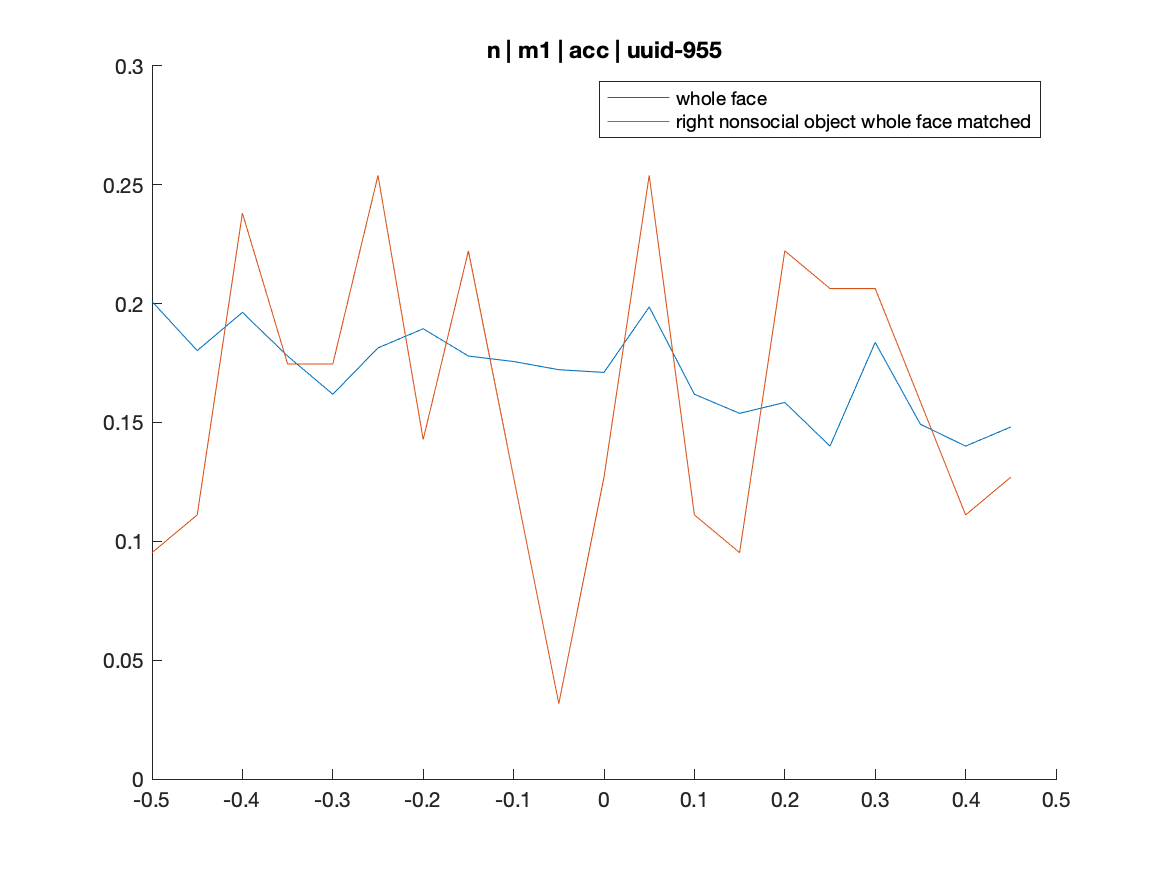 n | m1 | acc | uuid-955
whole face
right nonsocial object whole face matched
0.3
0.25
0.2
0.15
0.1
0.05
0
-0.5 -0.4 -0.3 -0.2 -0.1 0 0.1 0.2 0.3 0.4 0.5